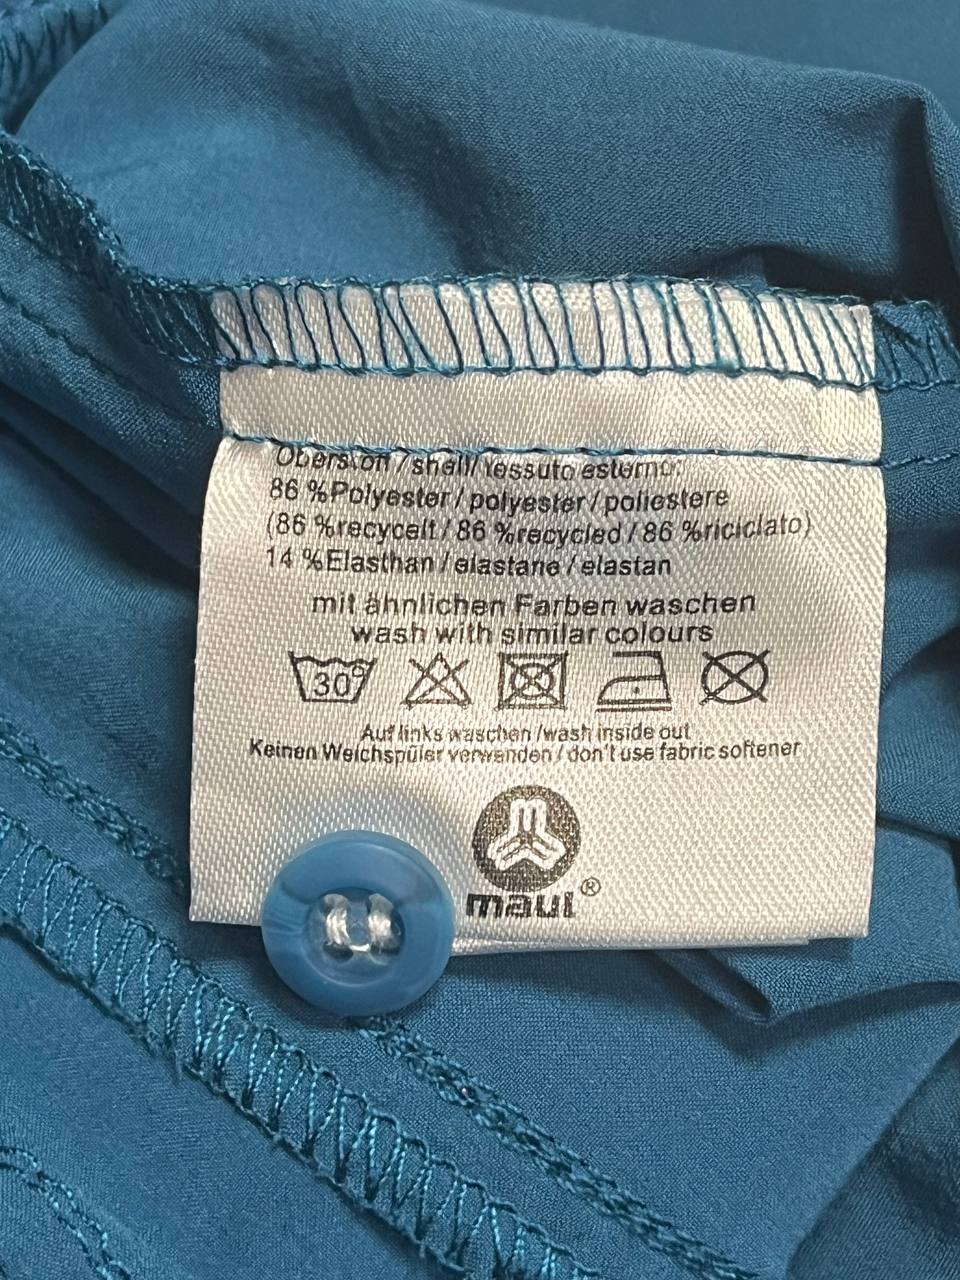 Oberstoff / shell / tessuto esterno:
86 %Polyester / polyester / poliestere
(86 %recycelt / 86 %recycled / 86 %riciclato)
14 %Elasthan / elastane / elastan
mit ähnlichen Farben waschen
wash with similar colours
30°
Auf links waschen /wash inside out
Keinen Weichspüler verwenden / don't use fabric softener
maul®